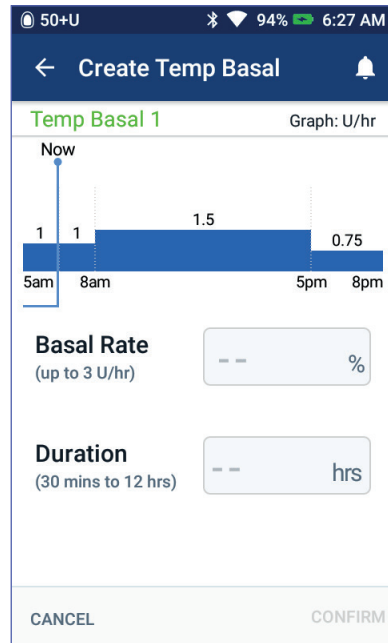 50+U 94% 6:27 AM
Create Temp Basal
Temp Basal 1 Graph: U/hr
Now
1 1 1.5 0.75
5am 8am 5pm 8pm
Basal Rate
(up to 3 U/hr)
-- %
Duration
(30 mins to 12 hrs)
-- hrs
CANCEL CONFIRM